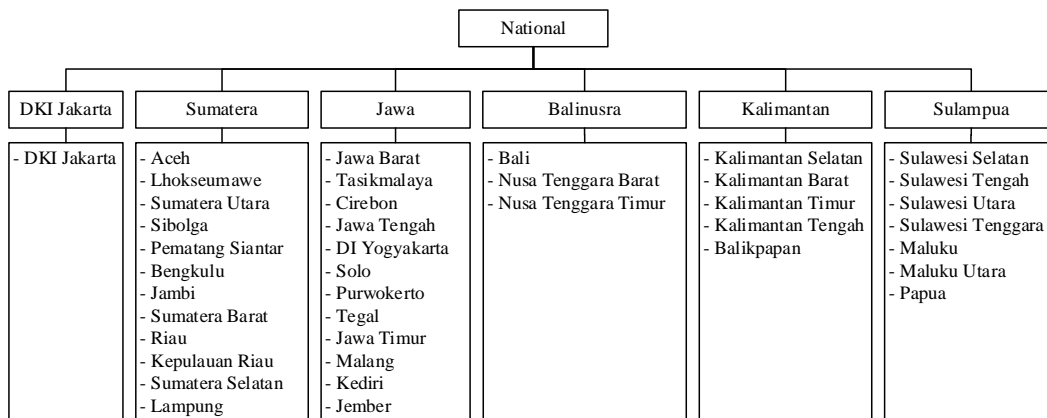 National
DKI Jakarta
Sumatera
Jawa
Balinusra
Kalimantan
Sulampua
- DKI Jakarta
- Aceh
- Lhokseumawe
- Sumatera Utara
- Sibolga
- Pematang Siantar
- Bengkulu
- Jambi
- Sumatera Barat
- Riau
- Kepulauan Riau
- Sumatera Selatan
- Lampung
- Jawa Barat
- Tasikmalaya
- Cirebon
- Jawa Tengah
- DI Yogyakarta
- Solo
- Purwokerto
- Tegal
- Jawa Timur
- Malang
- Kediri
- Jember
- Bali
- Nusa Tenggara Barat
- Nusa Tenggara Timur
- Kalimantan Selatan
- Kalimantan Barat
- Kalimantan Timur
- Kalimantan Tengah
- Balikpapan
- Sulawesi Selatan
- Sulawesi Tengah
- Sulawesi Utara
- Sulawesi Tenggara
- Maluku
- Maluku Utara
- Papua